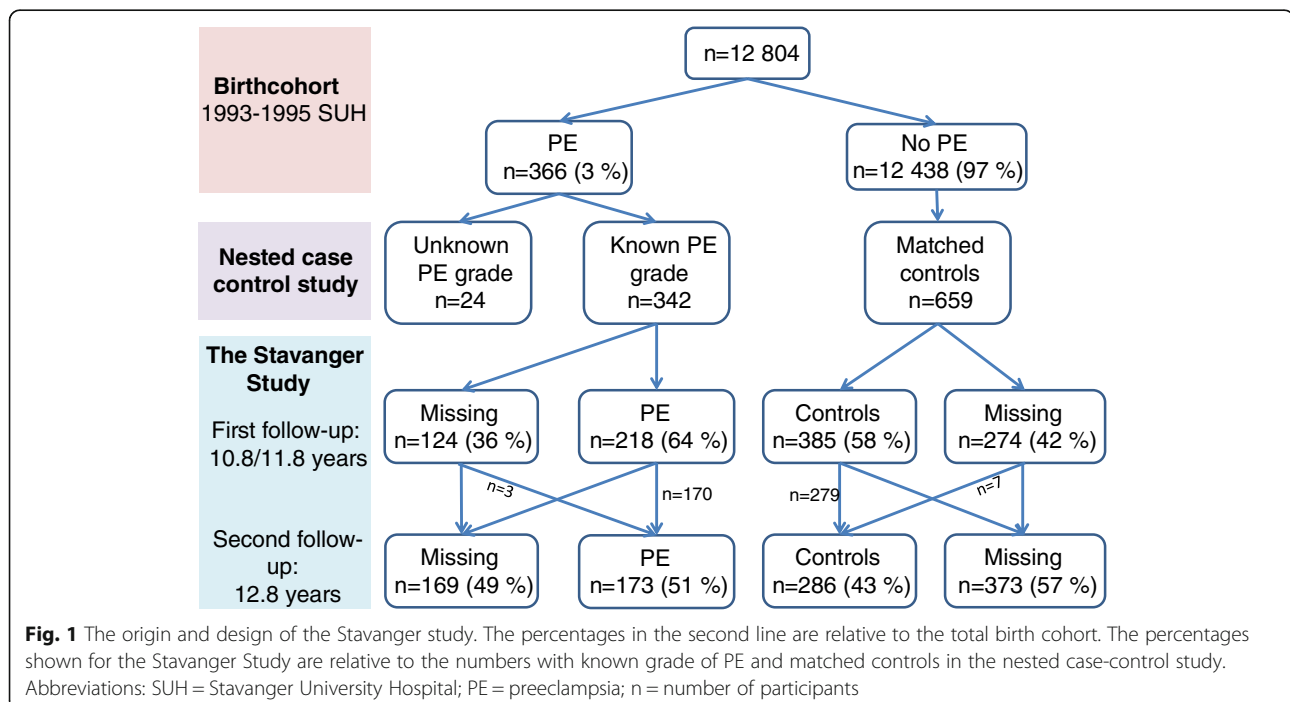 n=12 804
Birthcohort
1993-1995 SUH
PE
n=366 (3 %)
No PE
n=12 438 (97 %)
Nested case
control study
Unknown
PE grade
n=24
Known PE
grade
n=342
Matched
controls
n=659
The Stavanger
Study
First follow-up:
10.8/11.8 years
Missing
n=124 (36 %)
PE
n=218 (64 %)
Controls
n=385 (58 %)
Missing
n=274 (42 %)
n=3
n=170
n=279
n=7
Second follow-
up:
12.8 years
Missing
n=169 (49 %)
PE
n=173 (51 %)
Controls
n=286 (43 %)
Missing
n=373 (57 %)
Fig. 1 The origin and design of the Stavanger study. The percentages in the second line are relative to the total birth cohort. The percentages
shown for the Stavanger Study are relative to the numbers with known grade of PE and matched controls in the nested case-control study.
Abbreviations: SUH = Stavanger University Hospital; PE = preeclampsia; n = number of participants